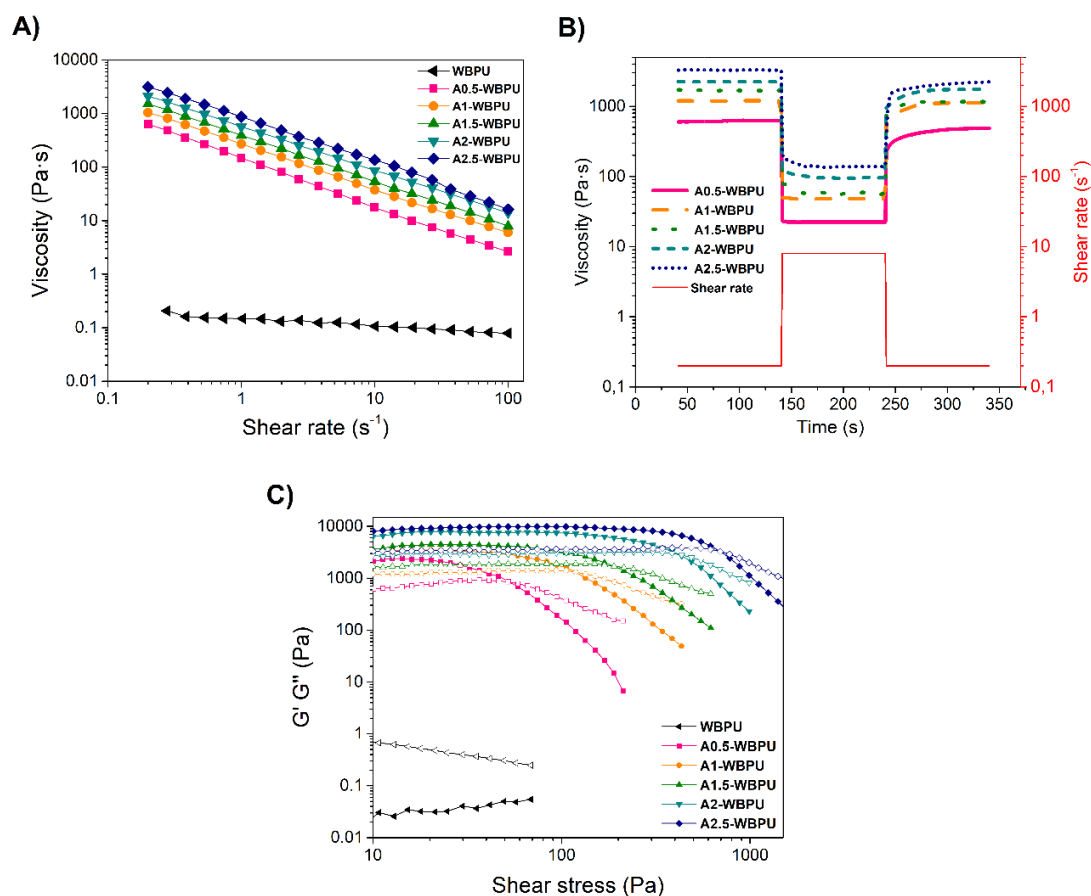 A)
Viscosity (Pa·s)
10000
1000
100
10
1
0.1
0.01
0.1
1
10
100
Shear rate (s⁻¹)
WBPU
A0.5-WBPU
A1-WBPU
A1.5-WBPU
A2-WBPU
A2.5-WBPU
B)
Viscosity (Pa·s)
1000
100
10
1
0,1
0
50
100
150
200
250
300
350
Time (s)
A0.5-WBPU
A1-WBPU
A1.5-WBPU
A2-WBPU
A2.5-WBPU
Shear rate
1000
100
10
1
0,1
Shear rate (s⁻¹)
C)
G' G'' (Pa)
10000
1000
100
10
1
0.1
0.01
10
100
1000
Shear stress (Pa)
WBPU
A0.5-WBPU
A1-WBPU
A1.5-WBPU
A2-WBPU
A2.5-WBPU